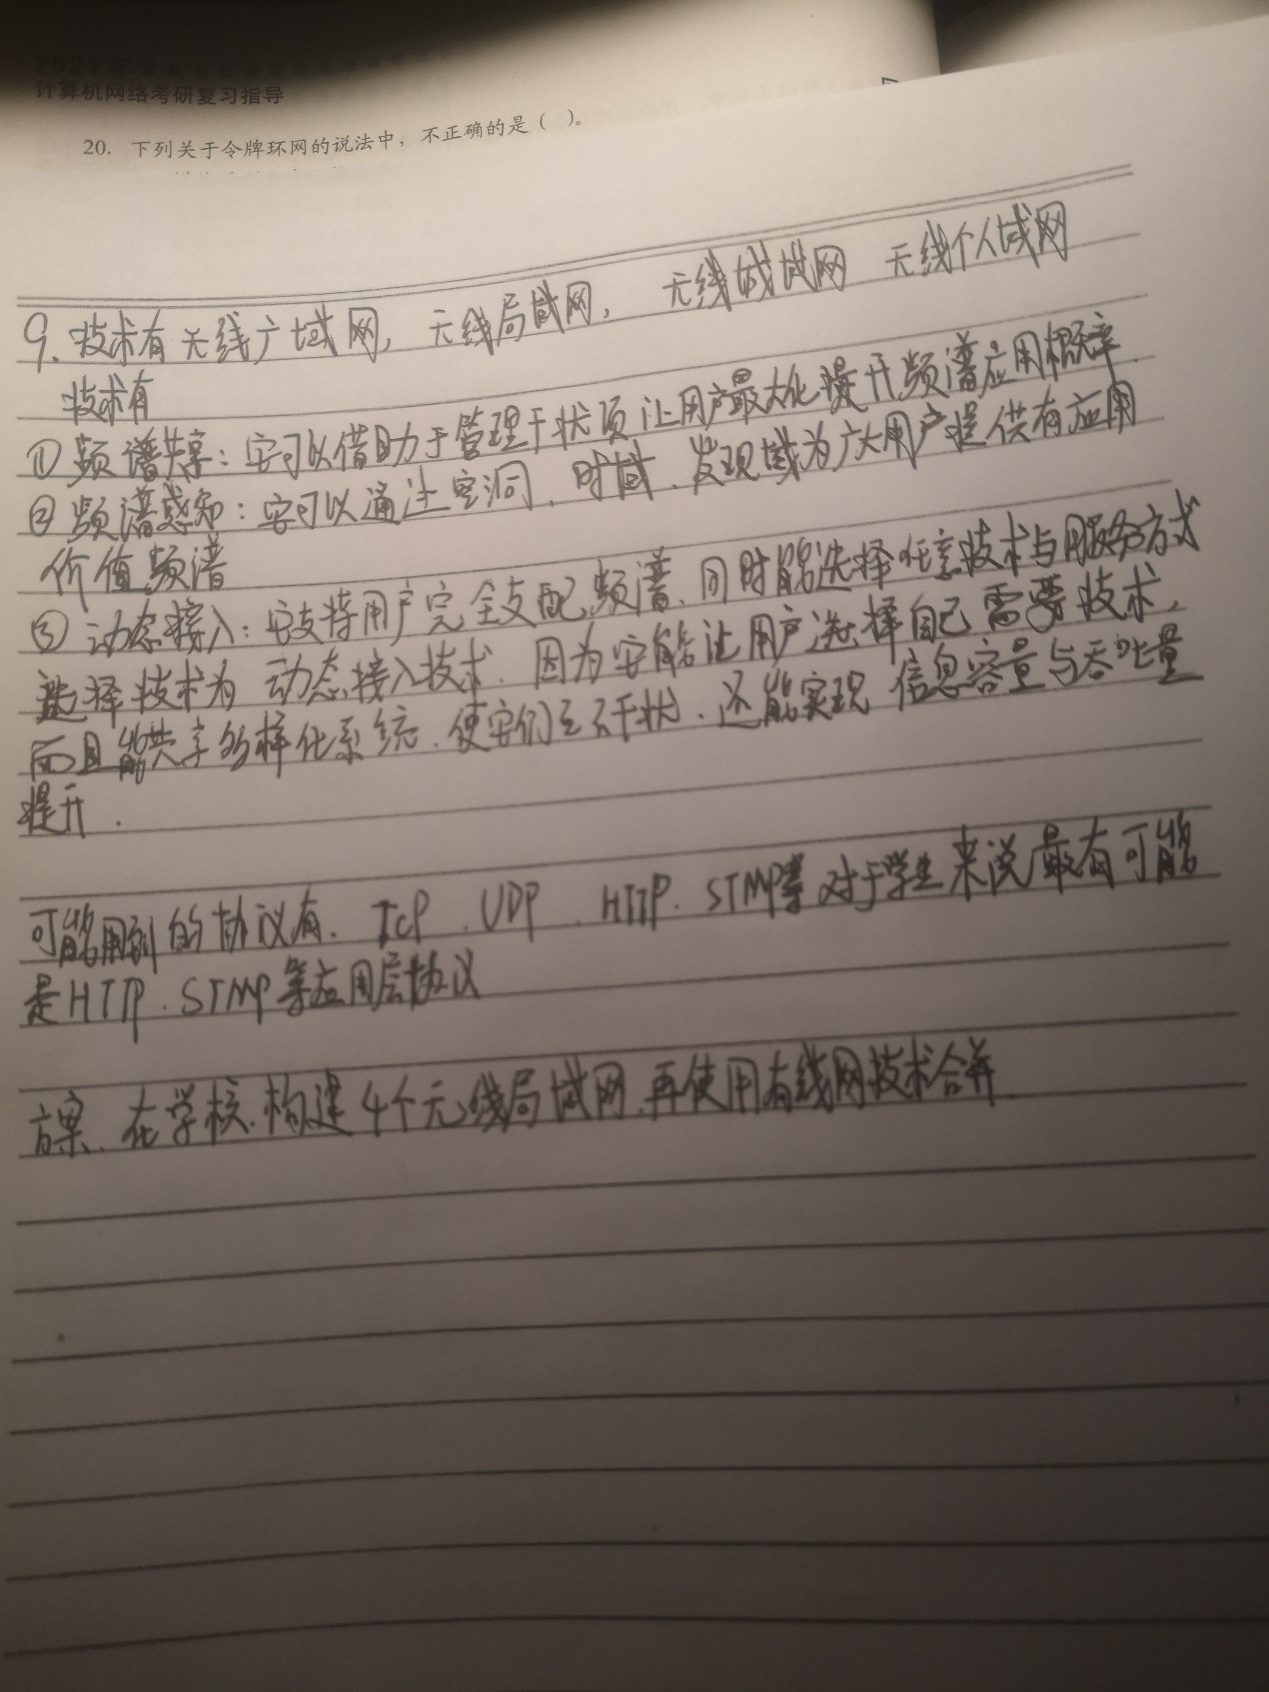 2021年
计算机网络考研复习指导
20. 下列关于令牌环网的说法中，不正确的是（ ）。
9. 技术有无线广域网, 无线局域网, 无线城域网 无线个人域网
技术有
① 频谱共享: 它可以借助于管理干扰项让用户最大化提升频谱应用概率.
② 频谱感知: 它可以通过空洞、时域、发现域为广大用户提供有应用
价值频谱
③ 动态接入: 它支持用户完全支配频谱、同时能选择任意技术与服务方式
选择技术为 动态接入技术. 因为它能让用户选择自己需要技术,
而且能共享多样化系统、使它们互不干扰、还能实现信息容量与吞吐量
提升.
可能用到的协议有. TCP、UDP、HTTP、STMP等 对于学生来说最有可能
是HTTP、STMP等应用层协议
方案. 在学校.构建4个无线局域网.再使用有线网技术合并.